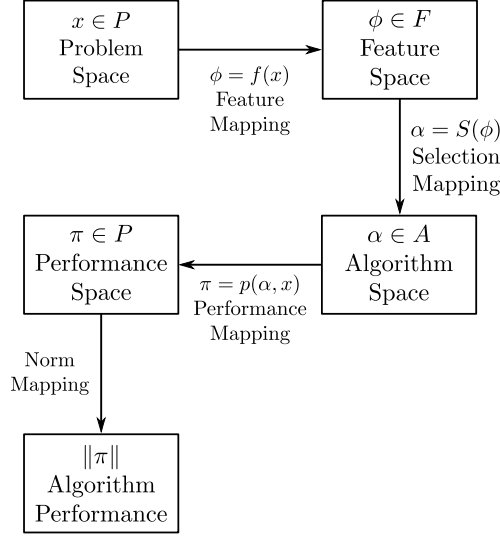 x ∈ P
Problem
Space
ϕ = f(x)
Feature
Mapping
ϕ ∈ F
Feature
Space
α = S(ϕ)
Selection
Mapping
α ∈ A
Algorithm
Space
π = p(α, x)
Performance
Mapping
π ∈ P
Performance
Space
Norm
Mapping
∥π∥
Algorithm
Performance